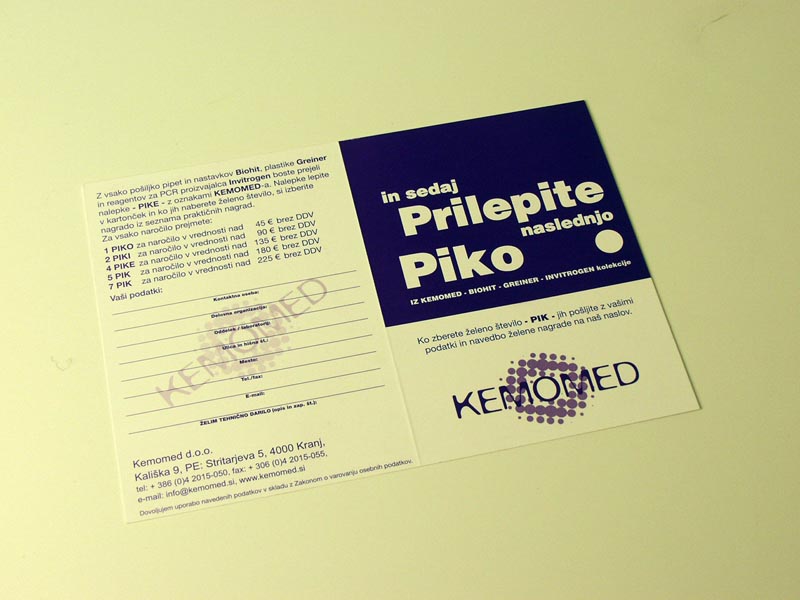 Z vsako pošiljko pipet in nastavkov Biohit, plastike Greiner
in reagentov za PCR proizvajalca Invitrogen boste prejeli
nalepke - PIKE - z oznakami KEMOMED-a. Nalepke lepite
v kartonček in ko jih naberete željeno število, si izberite
nagrado iz seznama praktičnih nagrad.
Za vsako naročilo prejmete:
1 PIKO za naročilo v vrednosti nad 45 € brez DDV
2 PIKI za naročilo v vrednosti nad 90 € brez DDV
4 PIKE za naročilo v vrednosti nad 135 € brez DDV
5 PIK za naročilo v vrednosti nad 180 € brez DDV
7 PIK za naročilo v vrednosti nad 225 € brez DDV
Vaši podatki:
Kontaktna oseba:
Delovna organizacija:
Oddelek / laboratorij:
Ulica in hišna št.:
Mesto:
Tel./fax:
E-mail:
ŽELIM TEHNIČNO DARILO (opis in zap. št.):
KEMOMED
Kemomed d.o.o.
Kališka 9, PE: Stritarjeva 5, 4000 Kranj,
tel: + 386 (0)4 2015-050, fax: + 306 (0)4 2015-055,
e-mail: info@kemomed.si, www.kemomed.si
Dovoljujem uporabo navedenih podatkov v skladu z Zakonom o varovanju osebnih podatkov.
in sedaj
Prilepite
naslednjo
Piko
IZ KEMOMED - BIOHIT - GREINER - INVITROGEN kolekcije
Ko zberete želeno število - PIK - jih pošljite z vašimi
podatki in navedbo želene nagrade na naš naslov.
KEMOMED